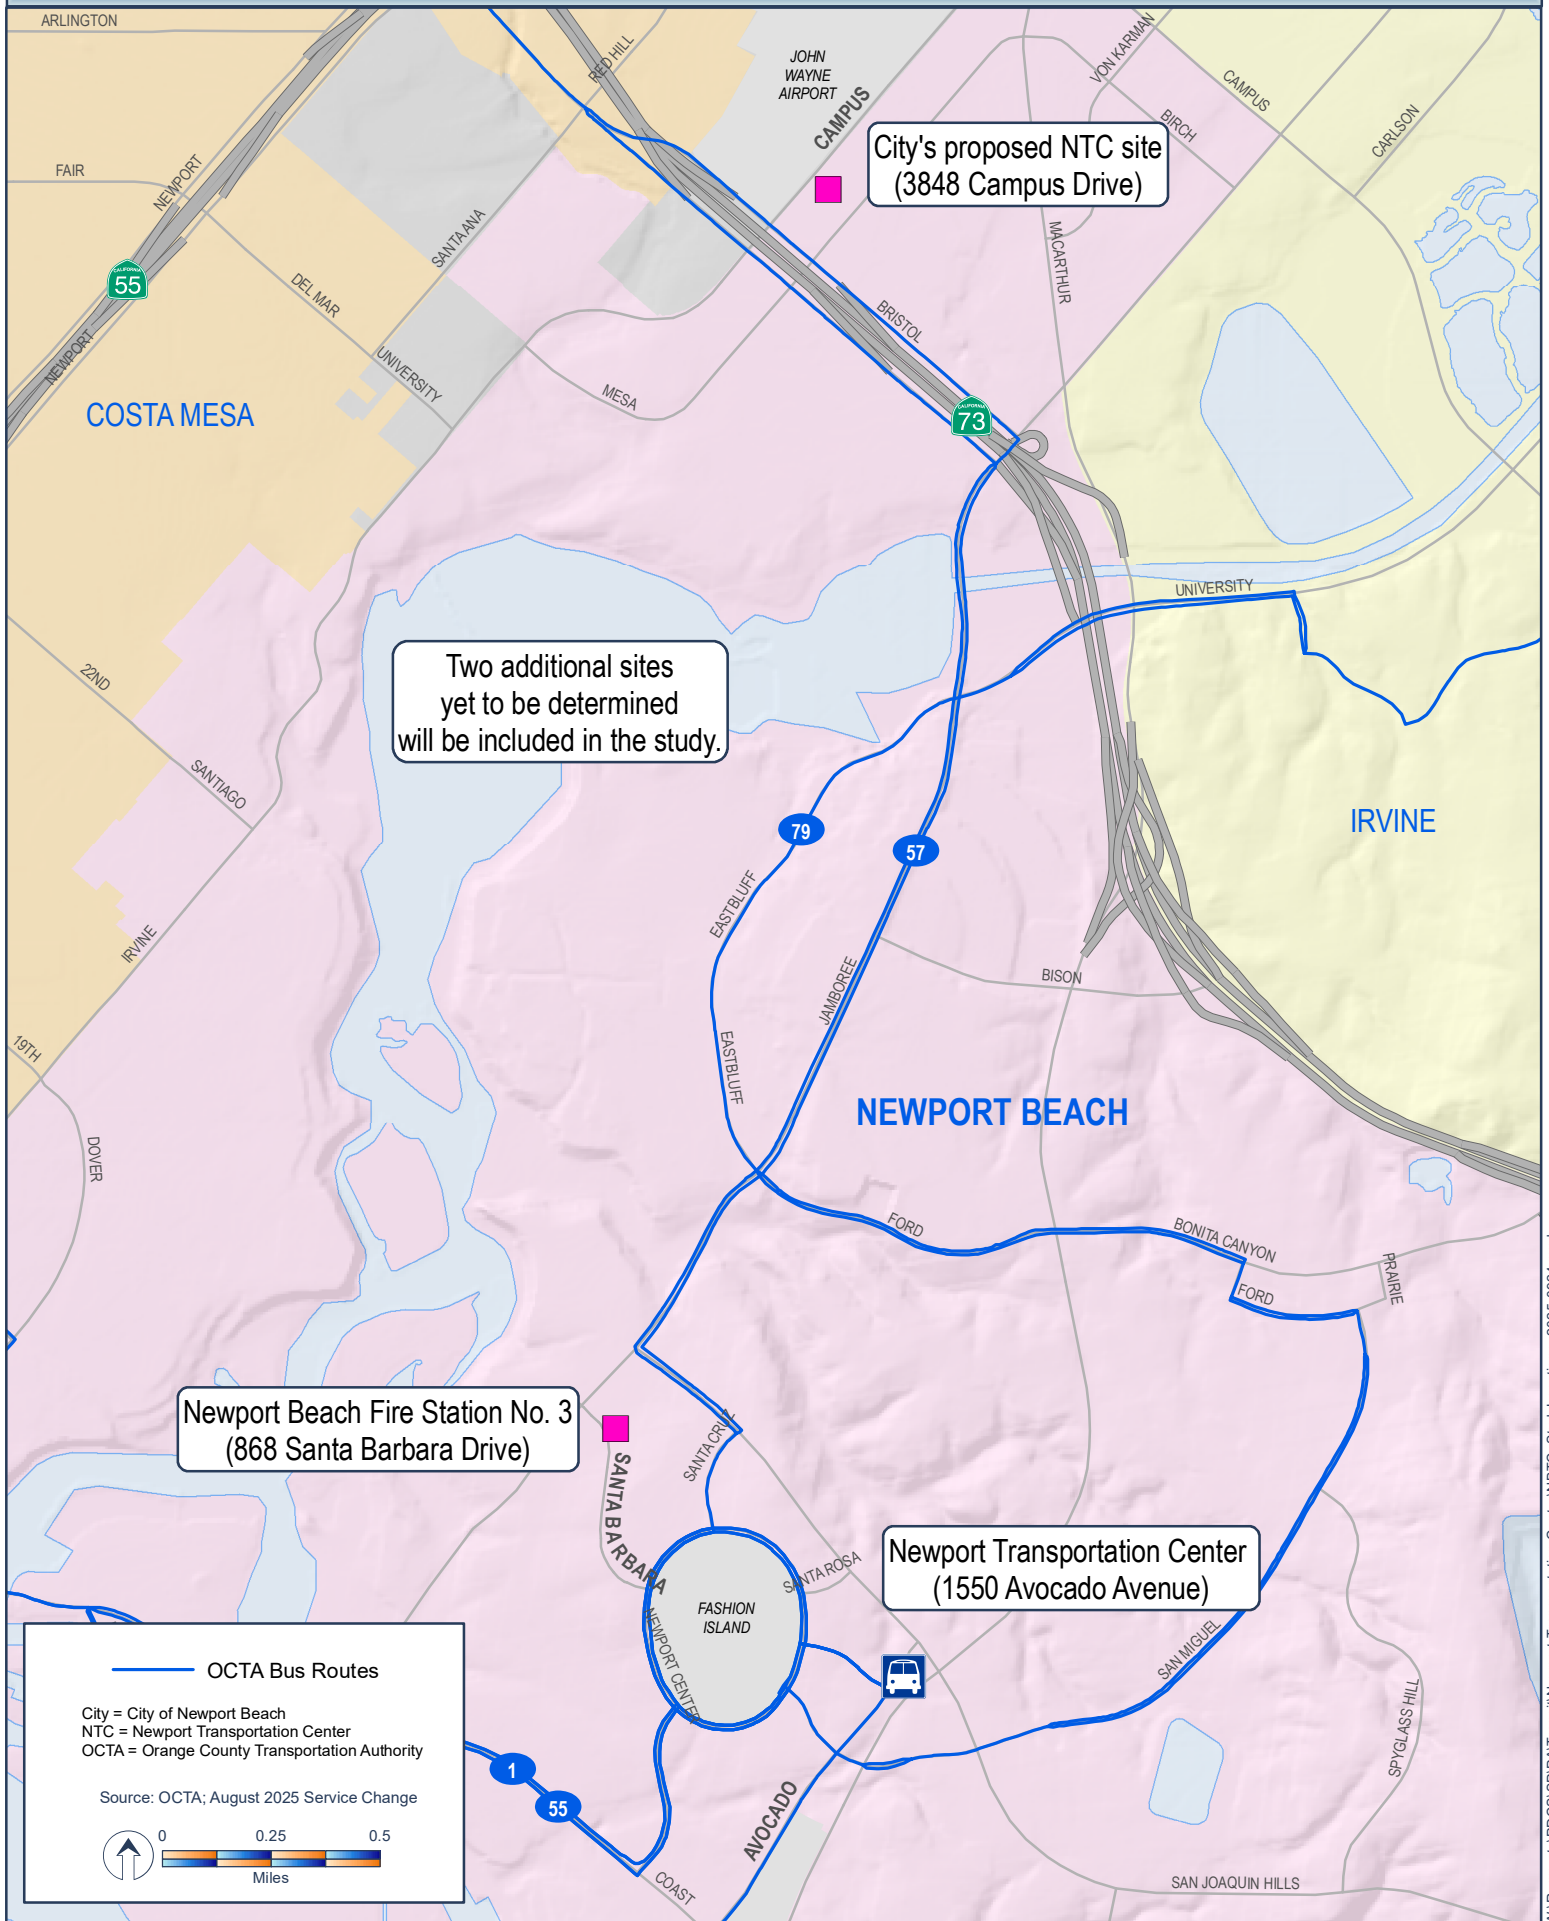 ARLINGTON
RED HILL
JOHN
WAYNE
AIRPORT
CAMPUS
VON KARMAN
CAMPUS
BIRCH
CARLSON
City's proposed NTC site
(3848 Campus Drive)
FAIR
NEWPORT
SANTA ANA
MACARTHUR
CALIFORNIA
55
DEL MAR
BRISTOL
NEWPORT
UNIVERSITY
MESA
COSTA MESA
CALIFORNIA
73
UNIVERSITY
Two additional sites
yet to be determined
will be included in the study.
22ND
SANTIAGO
79
57
IRVINE
EASTBLUFF
IRVINE
JAMBOREE
BISON
19TH
EASTBLUFF
NEWPORT BEACH
DOVER
FORD
BONITA CANYON
PRAIRIE
FORD
Newport Beach Fire Station No. 3
(868 Santa Barbara Drive)
SANTA CRUZ
SANTA BARBARA
Newport Transportation Center
(1550 Avocado Avenue)
SANTA ROSA
FASHION
ISLAND
NEWPORT CENTER
SAN MIGUEL
SPYGLASS HILL
OCTA Bus Routes
City = City of Newport Beach
NTC = Newport Transportation Center
OCTA = Orange County Transportation Authority
Source: OCTA; August 2025 Service Change
0 0.25 0.5
Miles
1
55
AVOCADO
COAST
SAN JOAQUIN HILLS